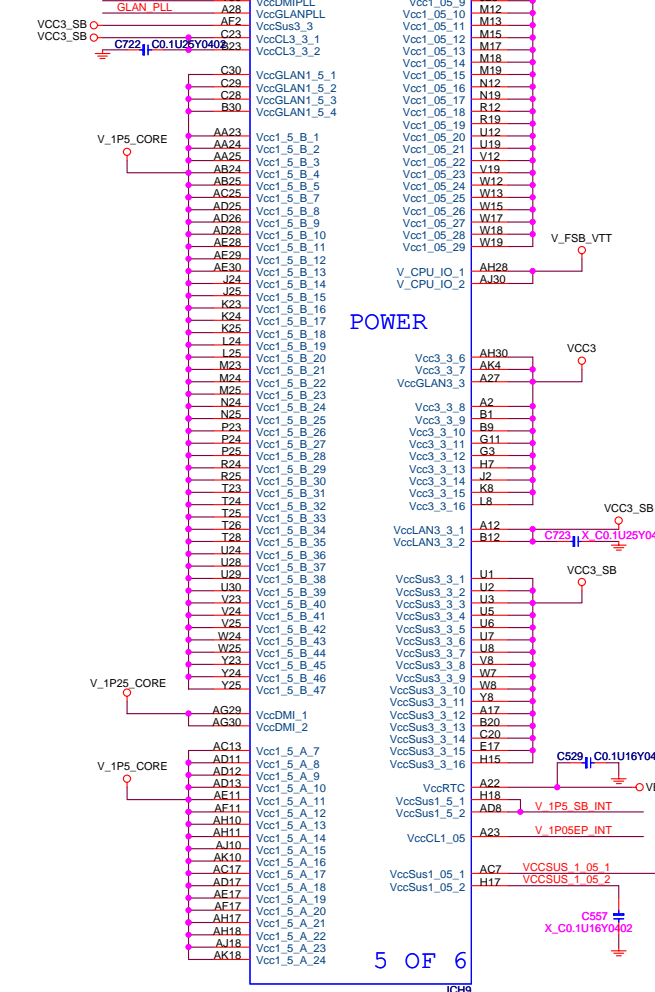 GLAN_PLL
VCC3_SB
VCC3_SB
C722
C0.1U25Y0402
V_1P5_CORE
V_1P25_CORE
V_1P5_CORE
VccDMIPLL
A28 VccGLANPLL
AF2 VccSus3_3
C23 VccCL3_3_1
B23 VccCL3_3_2
C30 VccGLAN1_5_1
C29 VccGLAN1_5_2
C28 VccGLAN1_5_3
B30 VccGLAN1_5_4
AA23 Vcc1_5_B_1
AA24 Vcc1_5_B_2
AA25 Vcc1_5_B_3
AB24 Vcc1_5_B_4
AB25 Vcc1_5_B_5
AC25 Vcc1_5_B_7
AD25 Vcc1_5_B_8
AD26 Vcc1_5_B_9
AD28 Vcc1_5_B_10
AE28 Vcc1_5_B_11
AE29 Vcc1_5_B_12
AE30 Vcc1_5_B_13
J24 Vcc1_5_B_14
J25 Vcc1_5_B_15
K23 Vcc1_5_B_16
K24 Vcc1_5_B_17
K25 Vcc1_5_B_18
L24 Vcc1_5_B_19
L25 Vcc1_5_B_20
M23 Vcc1_5_B_21
M24 Vcc1_5_B_22
M25 Vcc1_5_B_23
N24 Vcc1_5_B_24
N25 Vcc1_5_B_25
P23 Vcc1_5_B_26
P24 Vcc1_5_B_27
P25 Vcc1_5_B_28
R24 Vcc1_5_B_29
R25 Vcc1_5_B_30
T23 Vcc1_5_B_31
T24 Vcc1_5_B_32
T25 Vcc1_5_B_33
T26 Vcc1_5_B_34
T28 Vcc1_5_B_35
U24 Vcc1_5_B_36
U28 Vcc1_5_B_37
U29 Vcc1_5_B_38
U30 Vcc1_5_B_39
V23 Vcc1_5_B_40
V24 Vcc1_5_B_41
V25 Vcc1_5_B_42
W24 Vcc1_5_B_43
W25 Vcc1_5_B_44
Y23 Vcc1_5_B_45
Y24 Vcc1_5_B_46
Y25 Vcc1_5_B_47
AG29 VccDMI_1
AG30 VccDMI_2
AC13 Vcc1_5_A_7
AD11 Vcc1_5_A_8
AD12 Vcc1_5_A_9
AD13 Vcc1_5_A_10
AE11 Vcc1_5_A_11
AF11 Vcc1_5_A_12
AH10 Vcc1_5_A_13
AH11 Vcc1_5_A_14
AJ10 Vcc1_5_A_15
AK10 Vcc1_5_A_16
AC17 Vcc1_5_A_17
AD17 Vcc1_5_A_18
AE17 Vcc1_5_A_19
AF17 Vcc1_5_A_20
AH17 Vcc1_5_A_21
AH18 Vcc1_5_A_22
AJ18 Vcc1_5_A_23
AK18 Vcc1_5_A_24
POWER
Vcc1_05_9
Vcc1_05_10 M12
Vcc1_05_11 M13
Vcc1_05_12 M15
Vcc1_05_13 M17
Vcc1_05_14 M18
Vcc1_05_15 M19
Vcc1_05_16 N12
Vcc1_05_17 N19
Vcc1_05_18 R12
Vcc1_05_19 R19
Vcc1_05_20 U12
Vcc1_05_21 U19
Vcc1_05_22 V12
Vcc1_05_23 V19
Vcc1_05_24 W12
Vcc1_05_25 W13
Vcc1_05_26 W15
Vcc1_05_27 W17
Vcc1_05_28 W18
Vcc1_05_29 W19
V_CPU_IO_1 AH28
V_CPU_IO_2 AJ30
V_FSB_VTT
Vcc3_3_6 AH30
Vcc3_3_7 AK4
VccGLAN3_3 A27
VCC3
Vcc3_3_8 A2
Vcc3_3_9 B1
Vcc3_3_10 B9
Vcc3_3_11 G11
Vcc3_3_12 G3
Vcc3_3_13 H7
Vcc3_3_14 J2
Vcc3_3_15 K8
Vcc3_3_16 L8
VccLAN3_3_1 A12
VccLAN3_3_2 B12
VCC3_SB
C723
VccSus3_3_1 U1
VccSus3_3_2 U2
VccSus3_3_3 U3
VccSus3_3_4 U5
VccSus3_3_5 U6
VccSus3_3_6 U7
VccSus3_3_7 U8
VccSus3_3_8 V8
VccSus3_3_9 W7
VccSus3_3_10 W8
VccSus3_3_11 Y8
VccSus3_3_12 A17
VccSus3_3_13 B20
VccSus3_3_14 C20
VccSus3_3_15 E17
VccSus3_3_16 H15
VCC3_SB
C529
VccRTC A22
VccSus1_5_1 H18
VccSus1_5_2 AD8
V_1P5_SB_INT
VccCL1_05 A23
V_1P05EP_INT
VccSus1_05_1 AC7
VCCSUS_1_05_1
VccSus1_05_2 H17
VCCSUS_1_05_2
C557
X_C0.1U16Y0402
5 OF 6
ICH9